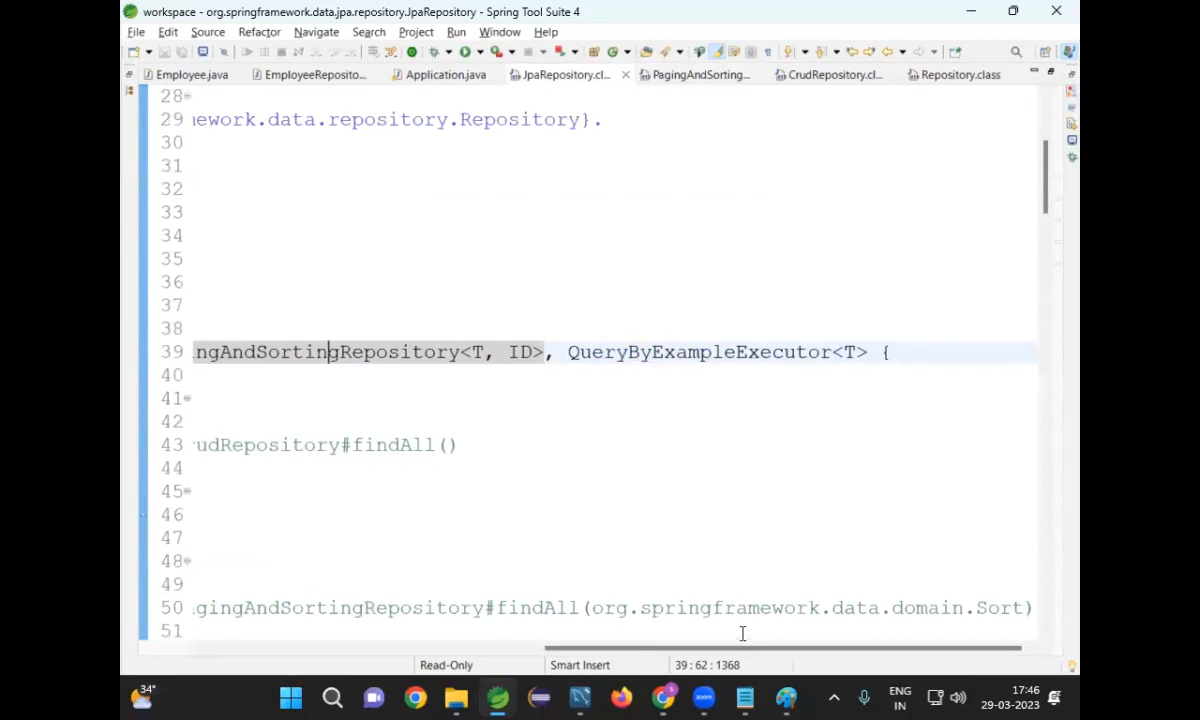 workspace - org.springframework.data.jpa.repository.JpaRepository - Spring Tool Suite 4
File Edit Source Refactor Navigate Search Project Run Window Help
Employee.java EmployeeReposito... Application.java JpaRepository.cl... PagingAndSorting... CrudRepository.cl... Repository.class
28
29 ework.data.repository.Repository}.
30
31
32
33
34
35
36
37
38
39 ngAndSortingRepository<T, ID>, QueryByExampleExecutor<T> {
40
41
42
43 udRepository#findAll()
44
45
46
47
48
49
50 gingAndSortingRepository#findAll(org.springframework.data.domain.Sort)
51
Read-Only Smart Insert 39 : 62 : 1368
34° ENG IN 17:46 29-03-2023